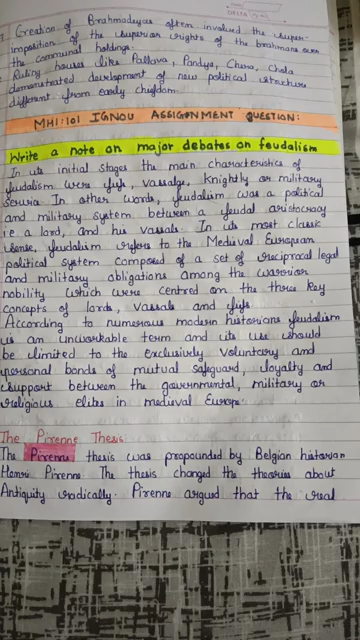 Creation of Brahmadeyas often involved the super-
imposition of the superior rights of the brahmans over
the communal holdings.
Ruling houses like Pallava, Pandya, Chera, Chola
demonstrated development of new political structure
different from early chiefdom.
MHI:101 IGNOU ASSIGNMENT QUESTION:
Write a note on major debates on feudalism
In its initial stages the main characteristics of
feudalism were fiefs, vassalage, knightly or military
service. In other words, feudalism was a political
and military system between a feudal aristocracy
i.e a lord, and his vassals. In its most classic
sense, feudalism refers to the Medieval European
political system composed of a set of reciprocal legal
and military obligations among the warrior
nobility which were centred on the three key
concepts of lords, vassals and fiefs.
According to numerous modern historians feudalism
is an unworkable term and its use should
be limited to the exclusively voluntary and
personal bonds of mutual safeguard, loyalty and
support between the governmental, military or
religious elites in medieval Europe.
The Pirenne Thesis:
The Pirenne thesis was propounded by Belgian historian
Henri Pirenne. The thesis changed the theories about
Antiquity radically. Pirenne argued that the real